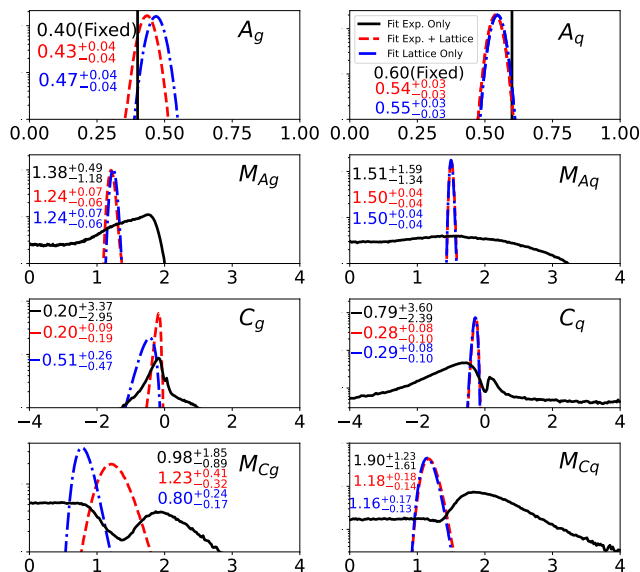 A_g
0.40(Fixed)
0.43^{+0.04}_{-0.04}
0.47^{+0.04}_{-0.04}
0.00 0.25 0.50 0.75 1.00
A_q
Fit Exp. Only
Fit Exp. + Lattice
Fit Lattice Only
0.60(Fixed)
0.54^{+0.03}_{-0.03}
0.55^{+0.03}_{-0.03}
0.00 0.25 0.50 0.75 1.00
M_{Ag}
1.38^{+0.49}_{-1.18}
1.24^{+0.07}_{-0.06}
1.24^{+0.07}_{-0.06}
0 1 2 3 4
M_{Aq}
1.51^{+1.59}_{-1.34}
1.50^{+0.04}_{-0.04}
1.50^{+0.04}_{-0.04}
0 1 2 3 4
C_g
−0.20^{+3.37}_{−2.95}
−0.20^{+0.09}_{−0.19}
−0.51^{+0.26}_{−0.47}
−4 −2 0 2 4
C_q
−0.79^{+3.60}_{−2.39}
−0.28^{+0.08}_{−0.10}
−0.29^{+0.08}_{−0.10}
−4 −2 0 2 4
M_{Cg}
0.98^{+1.85}_{-0.89}
1.23^{+0.41}_{-0.32}
0.80^{+0.24}_{-0.17}
0 1 2 3 4
M_{Cq}
1.90^{+1.23}_{-1.61}
1.18^{+0.18}_{-0.14}
1.16^{+0.17}_{-0.13}
0 1 2 3 4